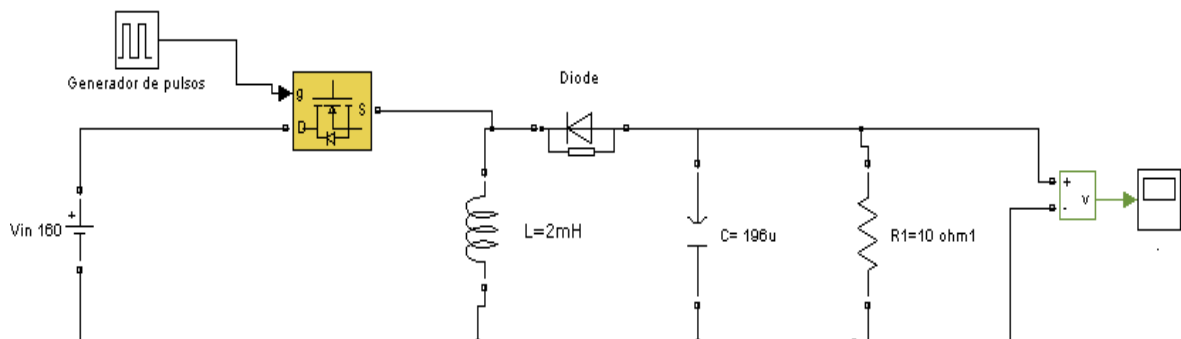 Generador de pulsos
g
D
S
Diode
Vin 160
+
L=2mH
C= 196u
R1=10 ohm1
+
-
v